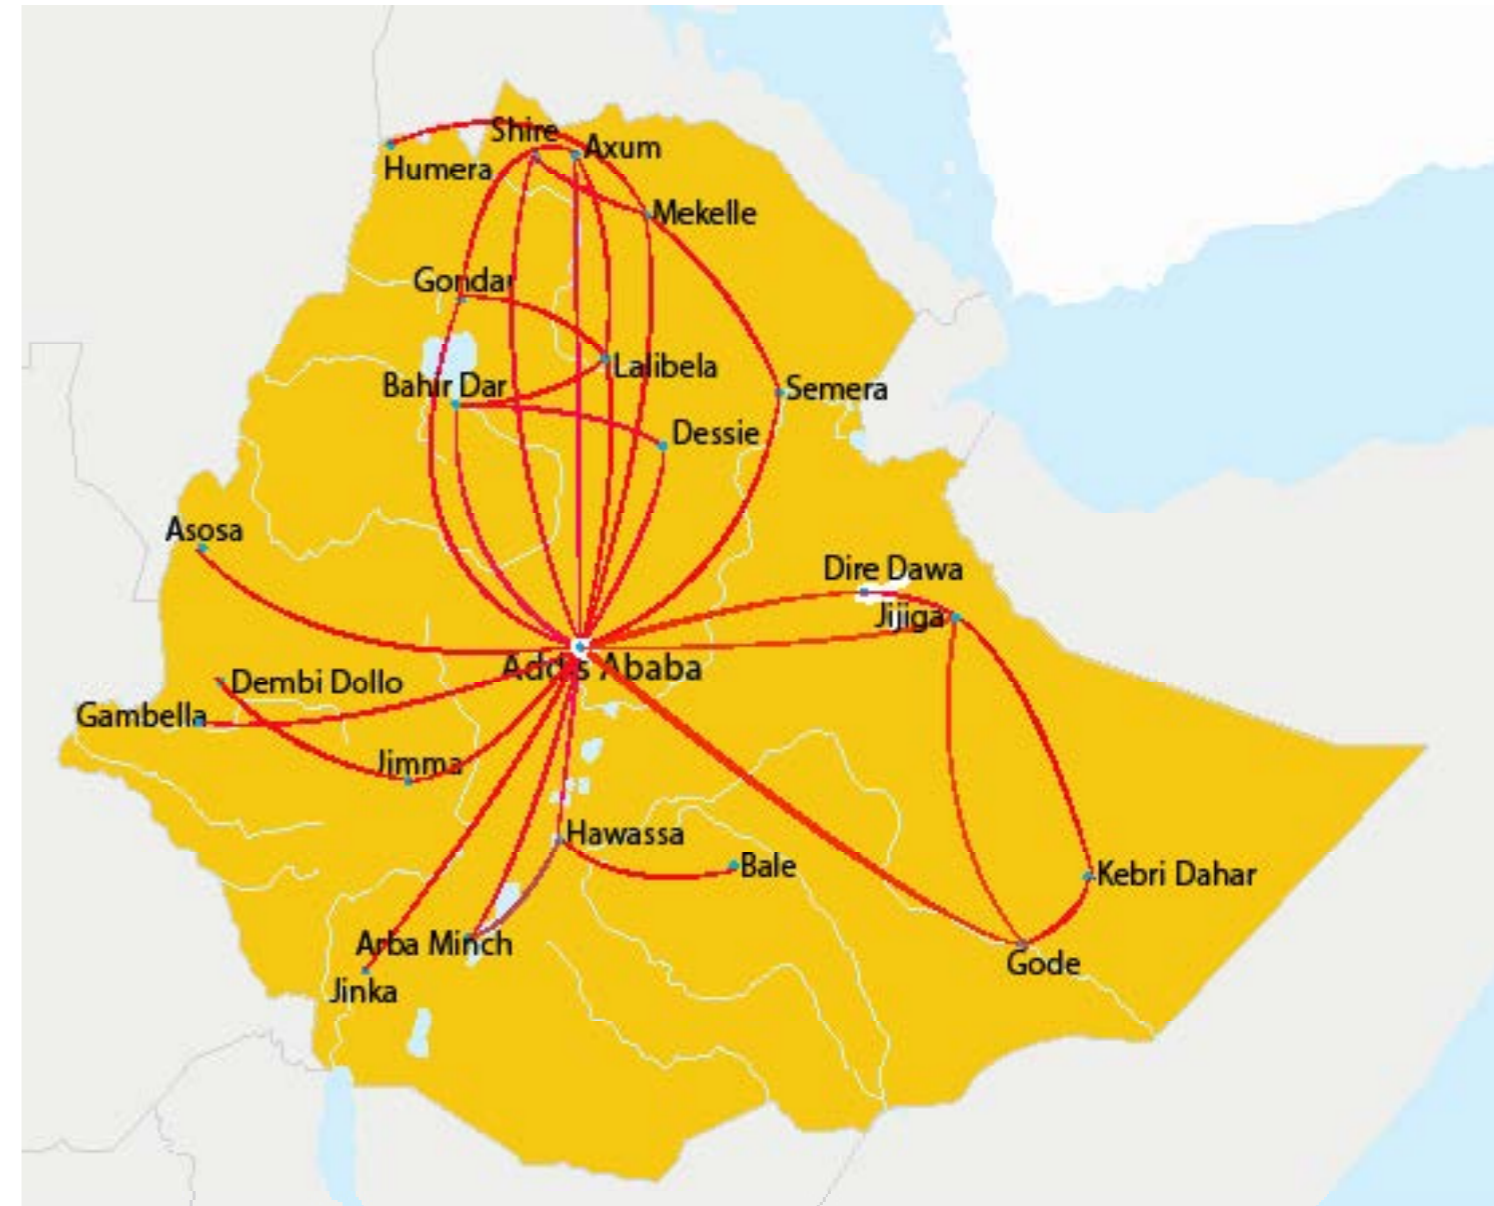 Shire
Axum
Humera
Mekelle
Gondar
Lalibela
Bahir Dar
Semera
Dessie
Asosa
Dire Dawa
Jijiga
Addis Ababa
Dembi Dollo
Gambella
Jimma
Hawassa
Bale
Kebri Dahar
Arba Minch
Gode
Jinka